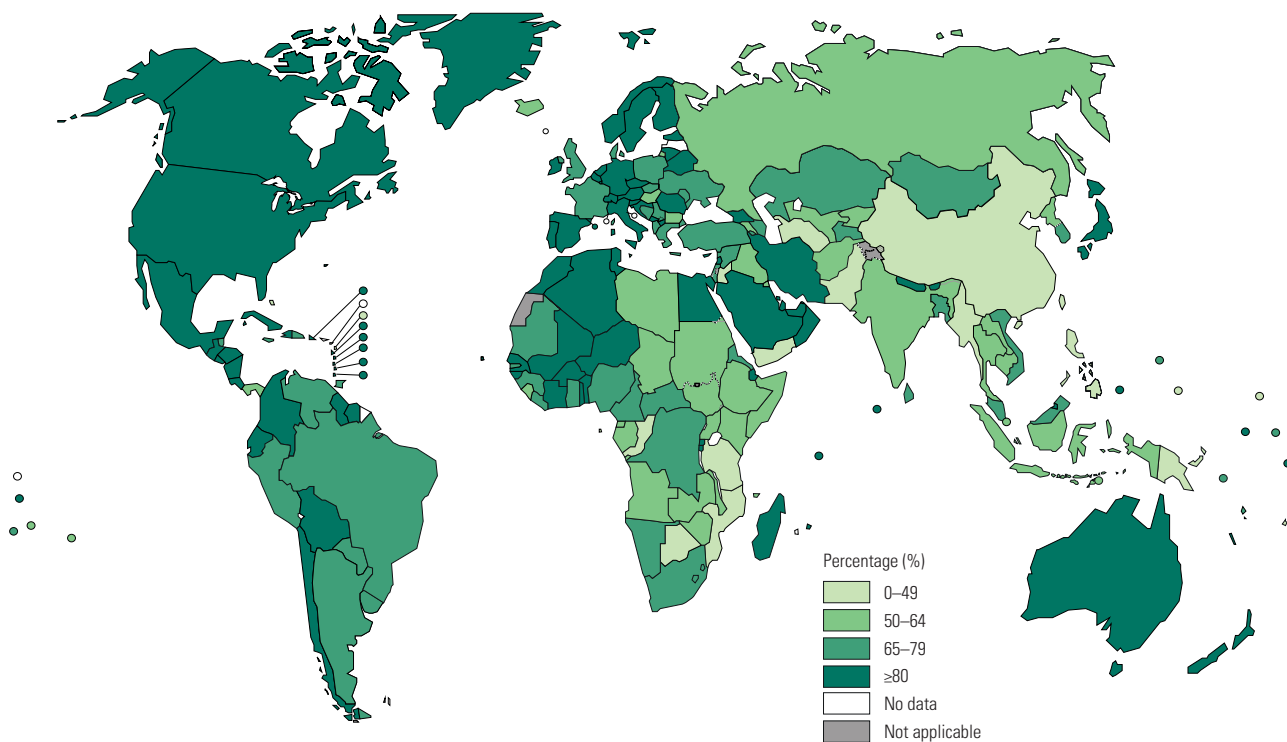 Percentage (%)
0–49
50–64
65–79
≥80
No data
Not applicable